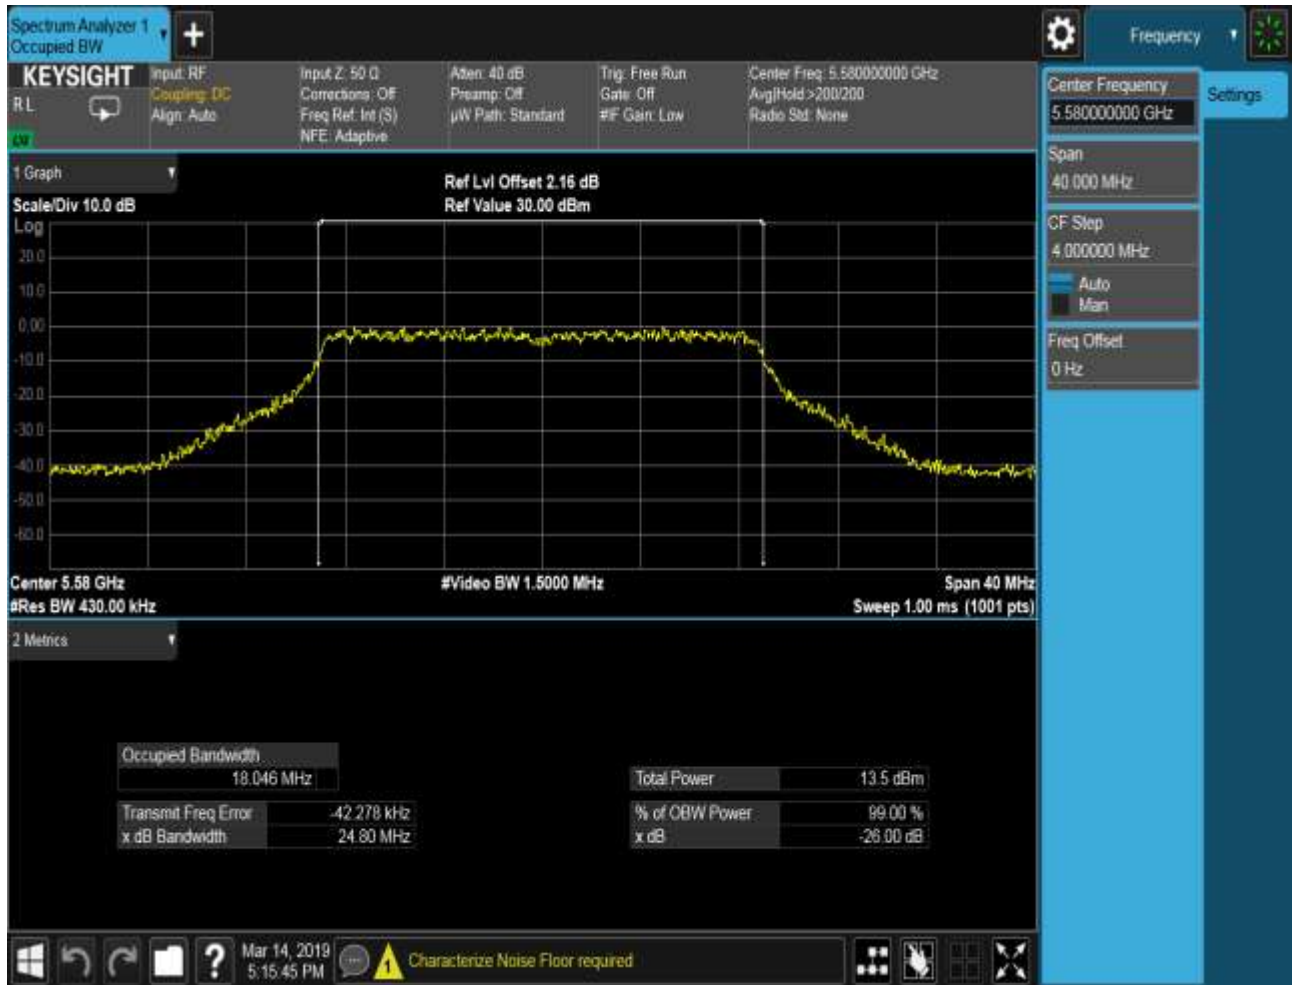 Spectrum Analyzer 1
Occupied BW
Frequency
KEYSIGHT
R L
Input: RF
Coupling: DC
Align: Auto
Input Z: 50 Ω
Corrections: Off
Freq Ref: Int (S)
NFE: Adaptive
Atten: 40 dB
Preamp: Off
µW Path: Standard
Trig: Free Run
Gate: Off
#IF Gain: Low
Center Freq: 5.580000000 GHz
Avg|Hold:>200/200
Radio Std: None
Center Frequency
5.580000000 GHz
Settings
Span
40.000 MHz
CF Step
4.000000 MHz
Auto
Man
Freq Offset
0 Hz
1 Graph
Scale/Div 10.0 dB
Ref Lvl Offset 2.16 dB
Ref Value 30.00 dBm
Log
20.0
10.0
0.00
-10.0
-20.0
-30.0
-40.0
-50.0
-60.0
Center 5.58 GHz
#Video BW 1.5000 MHz
Span 40 MHz
#Res BW 430.00 kHz
Sweep 1.00 ms (1001 pts)
2 Metrics
Occupied Bandwidth
18.046 MHz
Total Power 13.5 dBm
Transmit Freq Error -42.278 kHz
% of OBW Power 99.00 %
x dB Bandwidth 24.80 MHz
x dB -26.00 dB
?
Mar 14, 2019
5:15:45 PM
1
Characterize Noise Floor required